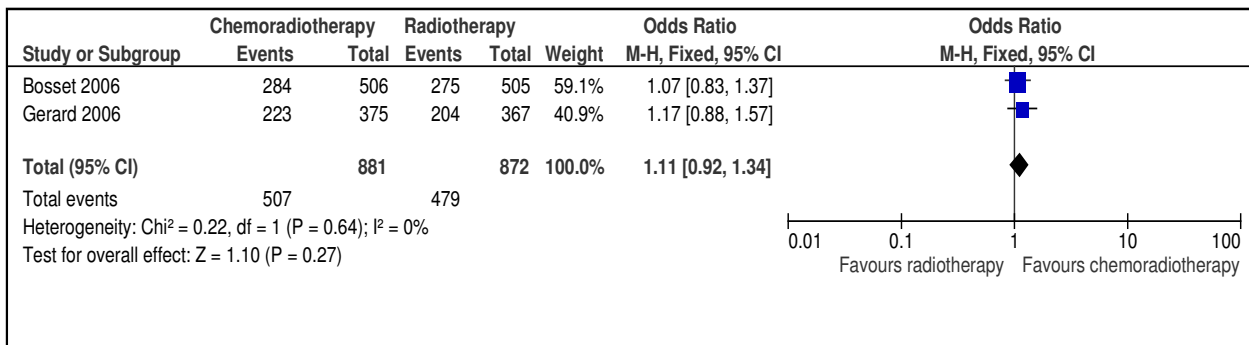 Chemoradiotherapy Radiotherapy Odds Ratio Odds Ratio
Study or Subgroup Events Total Events Total Weight M-H, Fixed, 95% CI M-H, Fixed, 95% CI
Bosset 2006 284 506 275 505 59.1% 1.07 [0.83, 1.37]
Gerard 2006 223 375 204 367 40.9% 1.17 [0.88, 1.57]
Total (95% CI) 881 872 100.0% 1.11 [0.92, 1.34]
Total events 507 479
Heterogeneity: Chi² = 0.22, df = 1 (P = 0.64); I² = 0%
Test for overall effect: Z = 1.10 (P = 0.27)
0.01 0.1 1 10 100
Favours radiotherapy Favours chemoradiotherapy